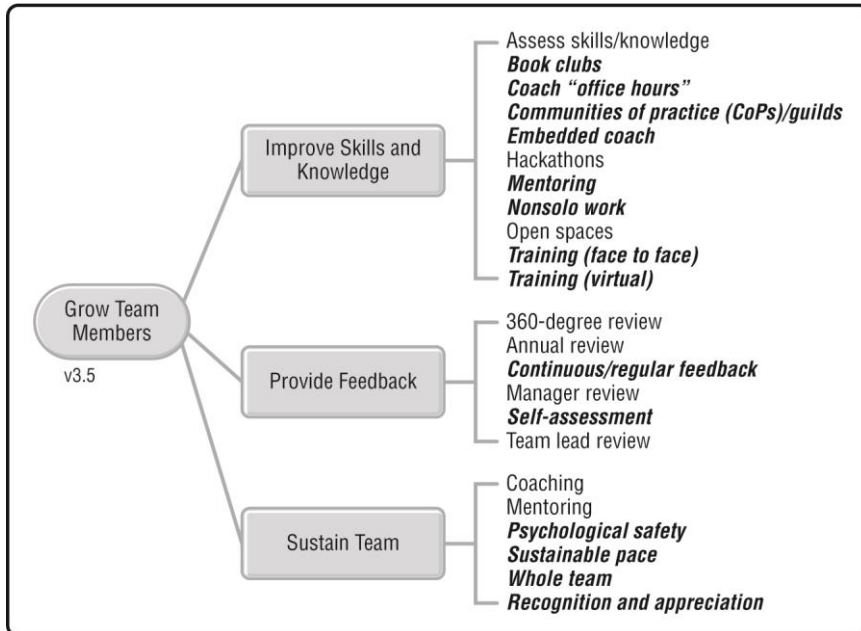 Grow Team
Members
v3.5
Improve Skills and
Knowledge
Assess skills/knowledge
Book clubs
Coach “office hours”
Communities of practice (CoPs)/guilds
Embedded coach
Hackathons
Mentoring
Nonsolo work
Open spaces
Training (face to face)
Training (virtual)
Provide Feedback
360-degree review
Annual review
Continuous/regular feedback
Manager review
Self-assessment
Team lead review
Sustain Team
Coaching
Mentoring
Psychological safety
Sustainable pace
Whole team
Recognition and appreciation